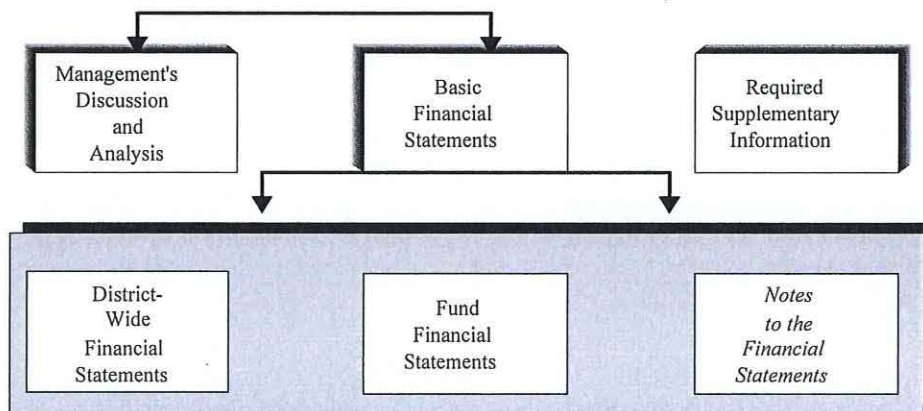 Management's
Discussion
and
Analysis
Basic
Financial
Statements
Required
Supplementary
Information
District-
Wide
Financial
Statements
Fund
Financial
Statements
Notes
to the
Financial
Statements